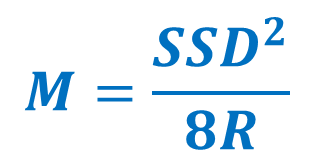 M = SSD² / 8R